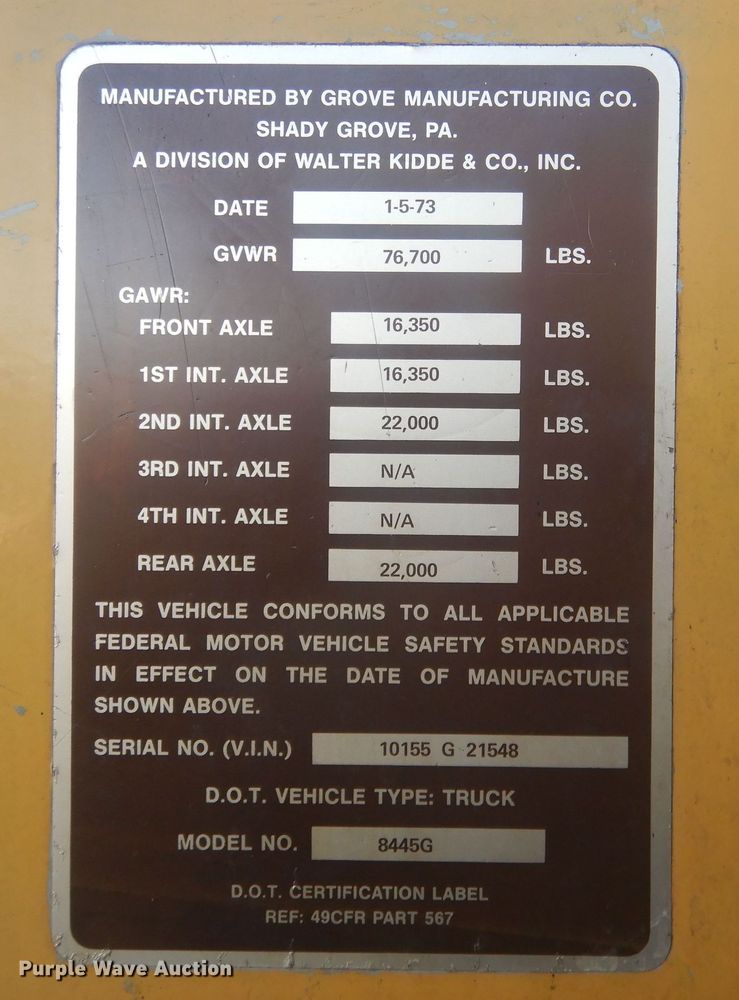 MANUFACTURED BY GROVE MANUFACTURING CO.
SHADY GROVE, PA.
A DIVISION OF WALTER KIDDE & CO., INC.
DATE 1-5-73
GVWR 76,700 LBS.
GAWR:
FRONT AXLE 16,350 LBS.
1ST INT. AXLE 16,350 LBS.
2ND INT. AXLE 22,000 LBS.
3RD INT. AXLE N/A LBS.
4TH INT. AXLE N/A LBS.
REAR AXLE 22,000 LBS.
THIS VEHICLE CONFORMS TO ALL APPLICABLE
FEDERAL MOTOR VEHICLE SAFETY STANDARDS
IN EFFECT ON THE DATE OF MANUFACTURE
SHOWN ABOVE.
SERIAL NO. (V.I.N.) 10155 G 21548
D.O.T. VEHICLE TYPE: TRUCK
MODEL NO. 8445G
D.O.T. CERTIFICATION LABEL
REF: 49CFR PART 567
Purple Wave Auction